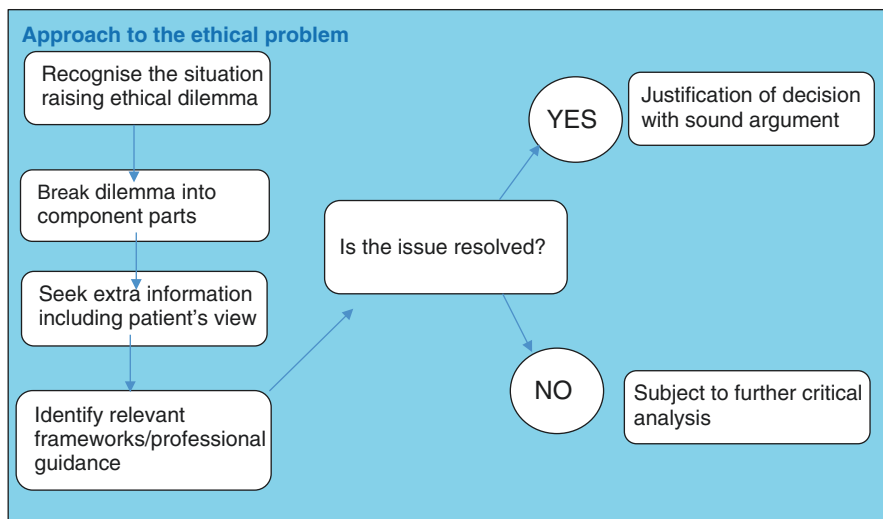 Approach to the ethical problem
Recognise the situation
raising ethical dilemma
Break dilemma into
component parts
Seek extra information
including patient's view
Identify relevant
frameworks/professional
guidance
Is the issue resolved?
YES
Justification of decision
with sound argument
NO
Subject to further critical
analysis